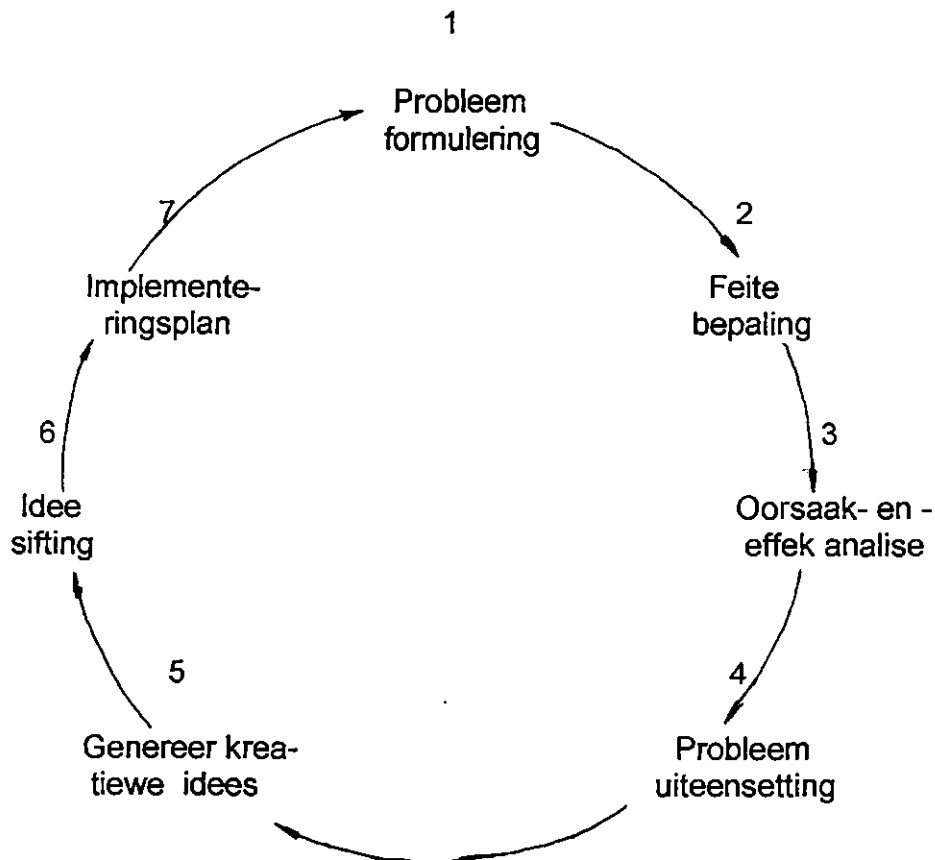 1
Probleem
formulering
2
Feite
bepaling
3
Oorsaak- en -
effek analise
4
Probleem
uiteensetting
5
Genereer krea-
tiewe idees
6
Idee
sifting
7
Implemente-
ringsplan